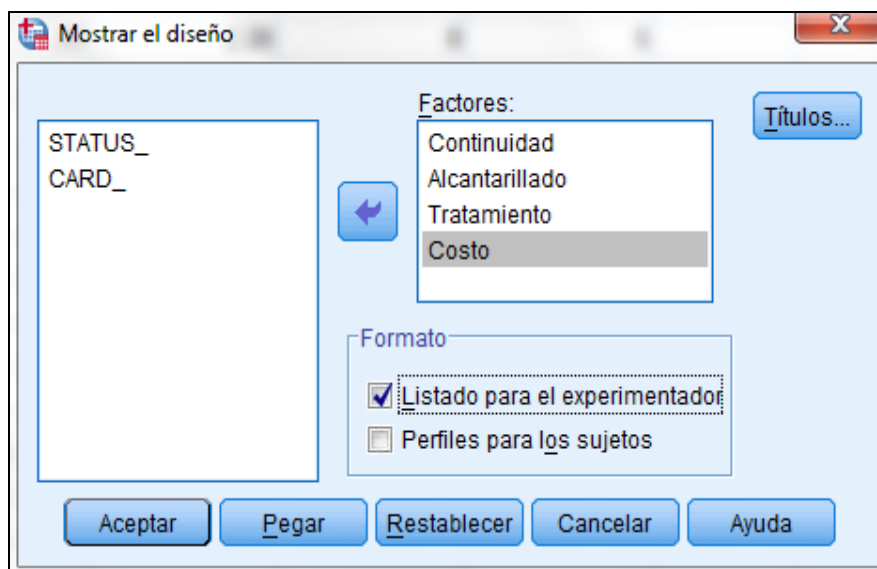 Mostrar el diseño
Factores:
Títulos...
STATUS_
CARD_
Continuidad
Alcantarillado
Tratamiento
Costo
Formato
Listado para el experimentador
Perfiles para los sujetos
Aceptar
Pegar
Restablecer
Cancelar
Ayuda